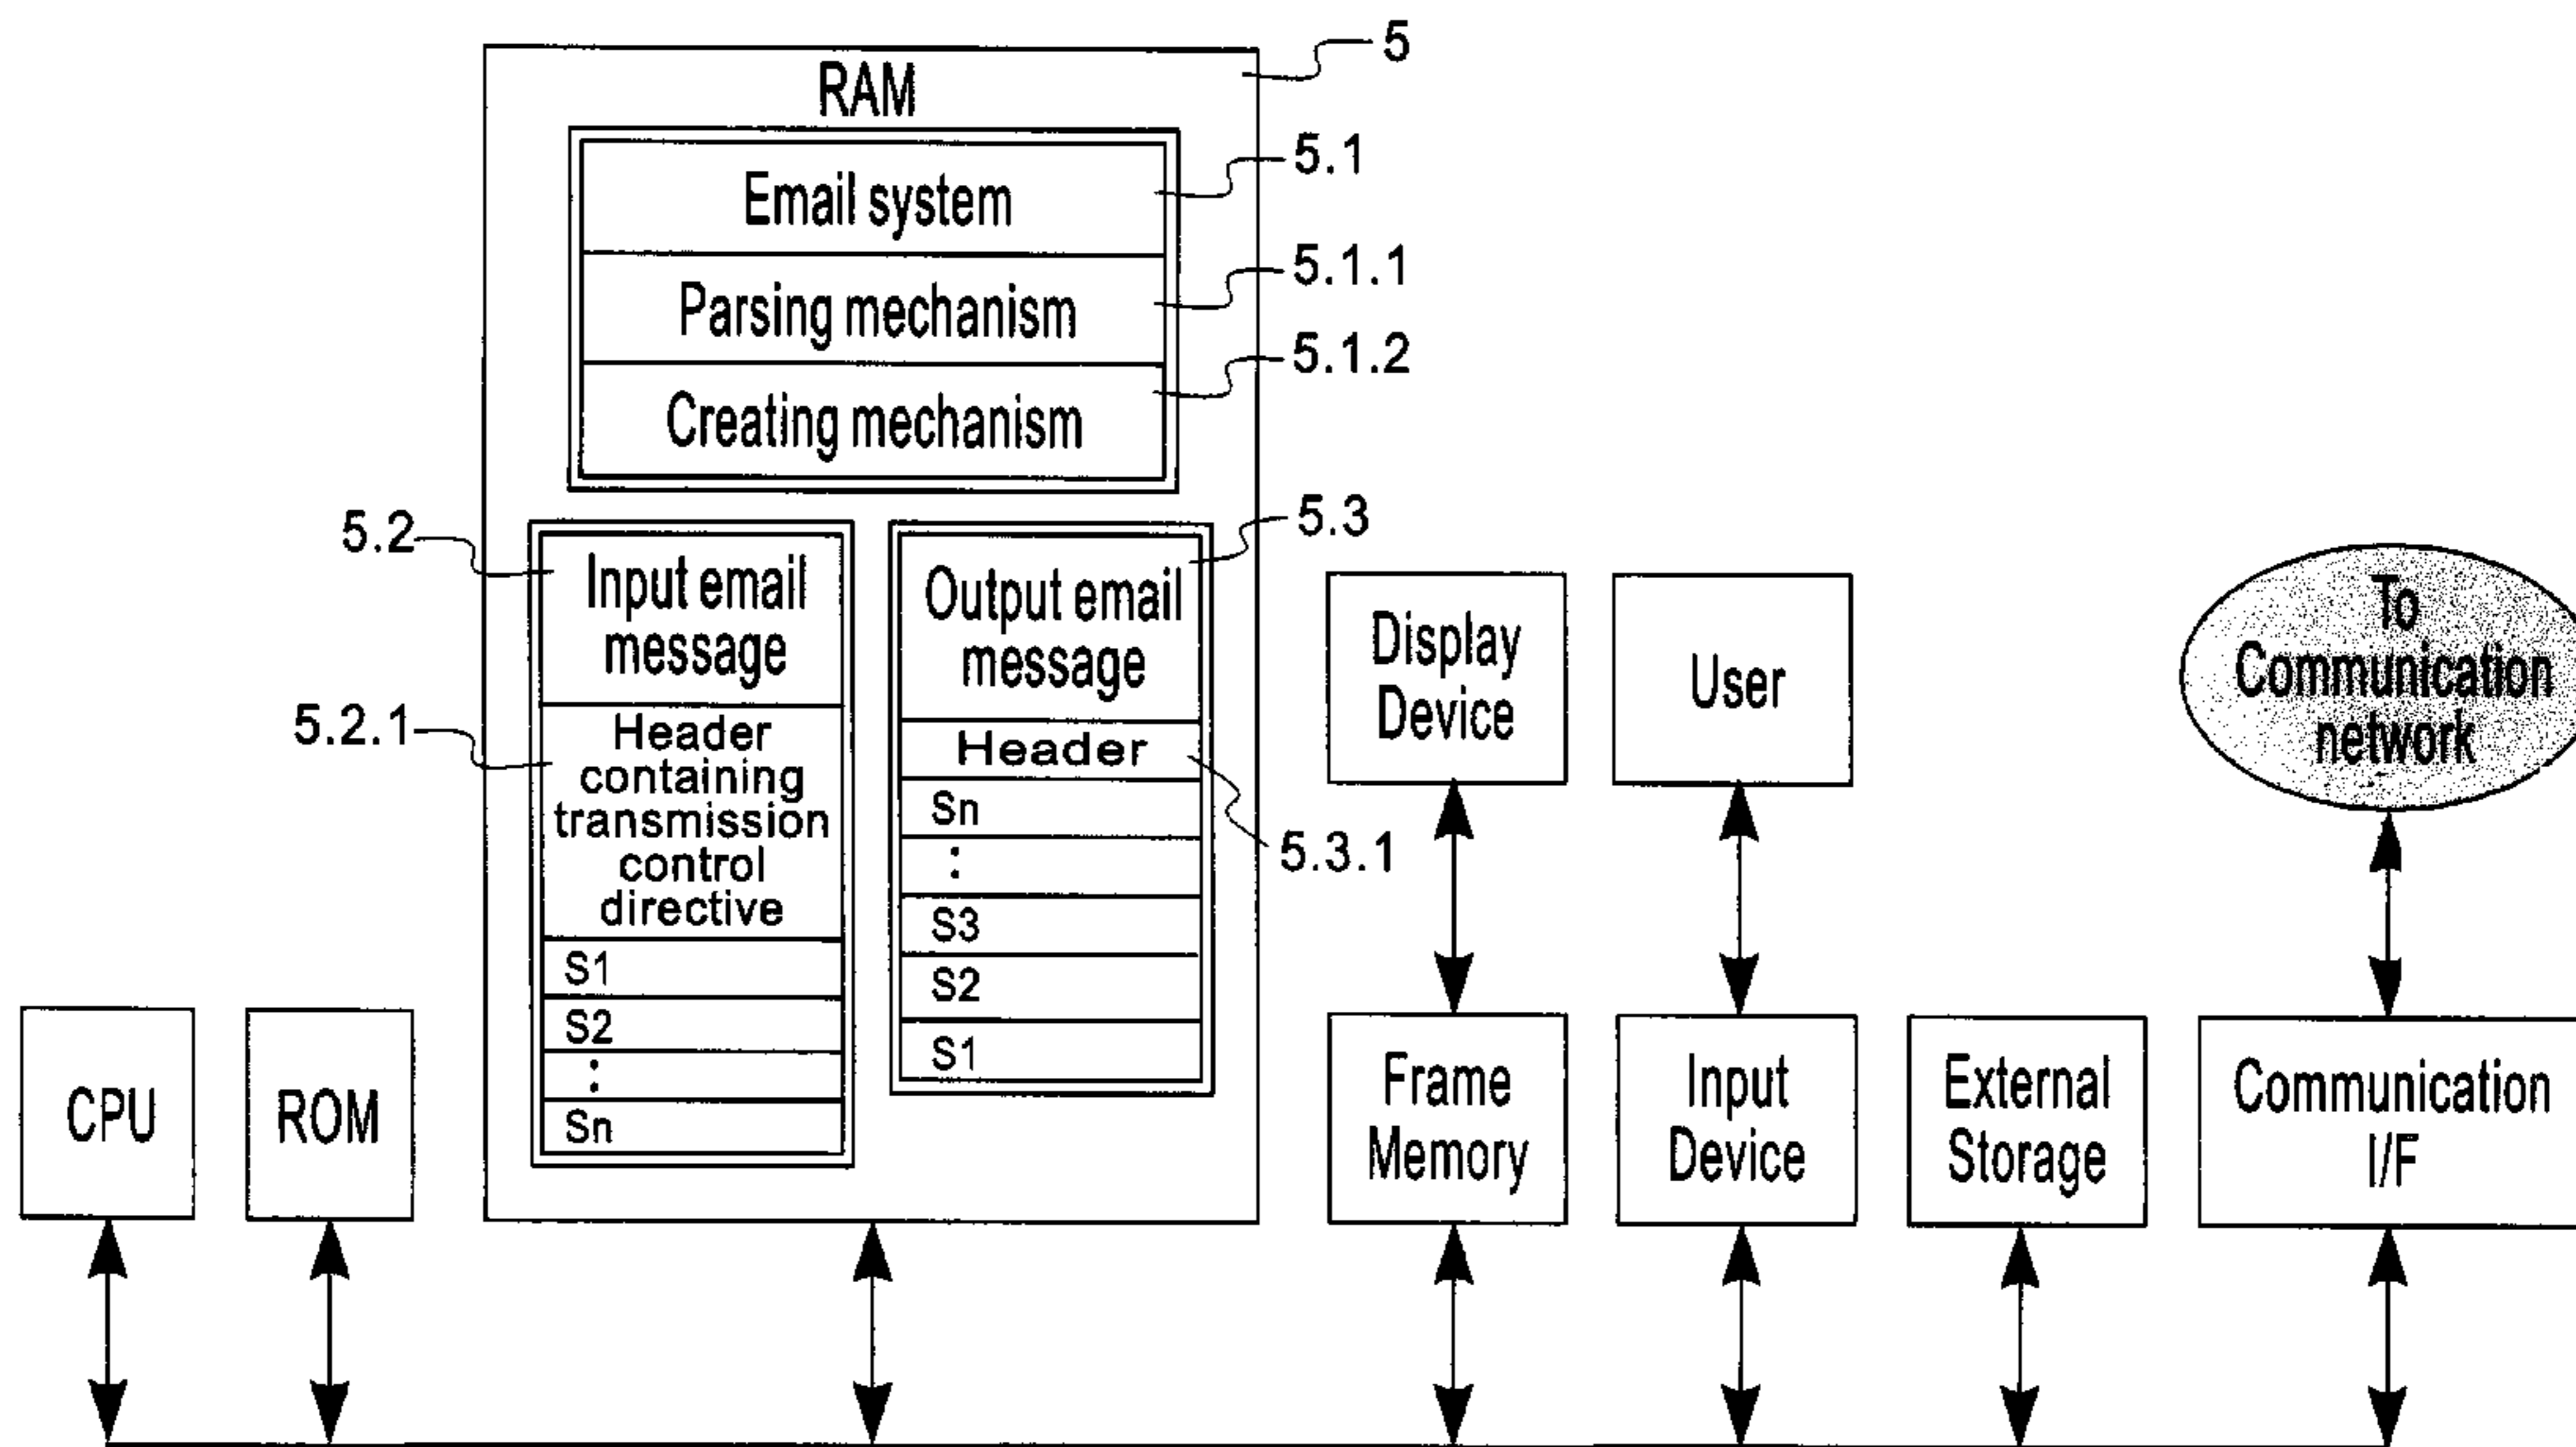 5
RAM
5.1
Email system
5.1.1
Parsing mechanism
5.1.2
Creating mechanism
5.2
Input email
message
5.2.1
Header
containing
transmission
control
directive
S1
S2
:
Sn
5.3
Output email
message
Header
5.3.1
Sn
:
S3
S2
S1
Display
Device
User
To
Communication
network
CPU
ROM
Frame
Memory
Input
Device
External
Storage
Communication
I/F